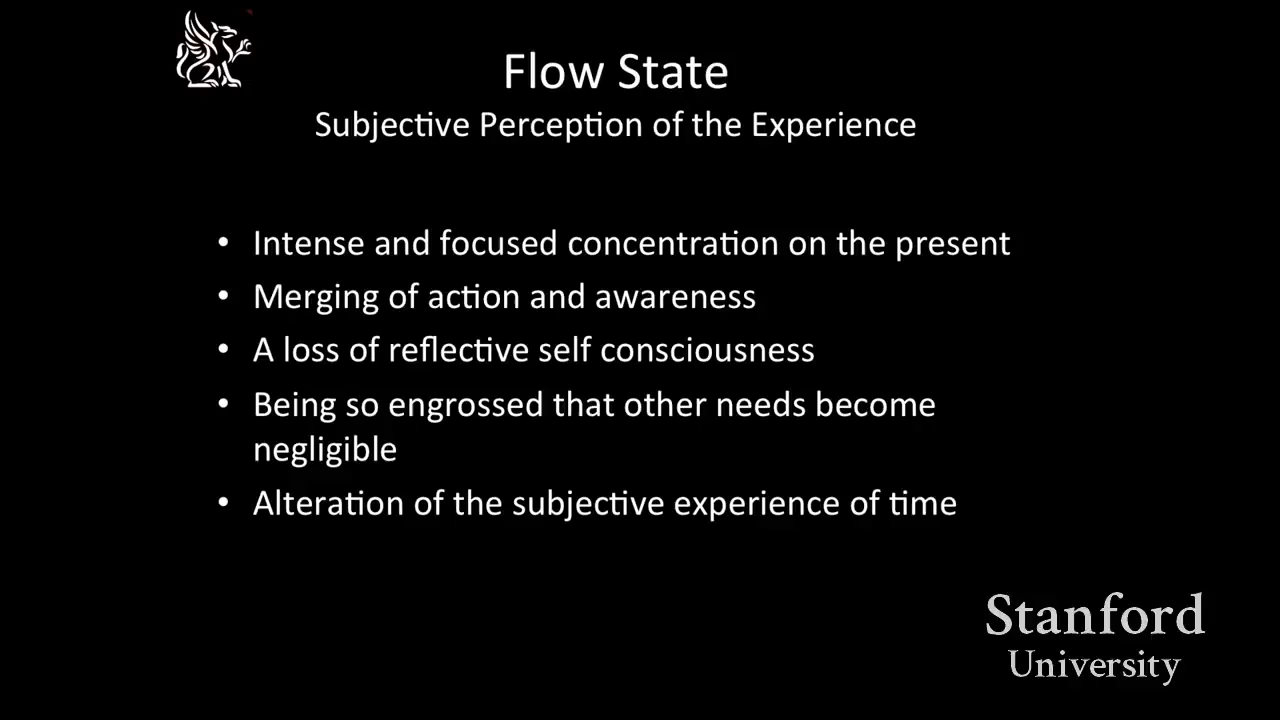 Flow State
Subjective Perception of the Experience
• Intense and focused concentration on the present
• Merging of action and awareness
• A loss of reflective self consciousness
• Being so engrossed that other needs become
negligible
• Alteration of the subjective experience of time
Stanford
University